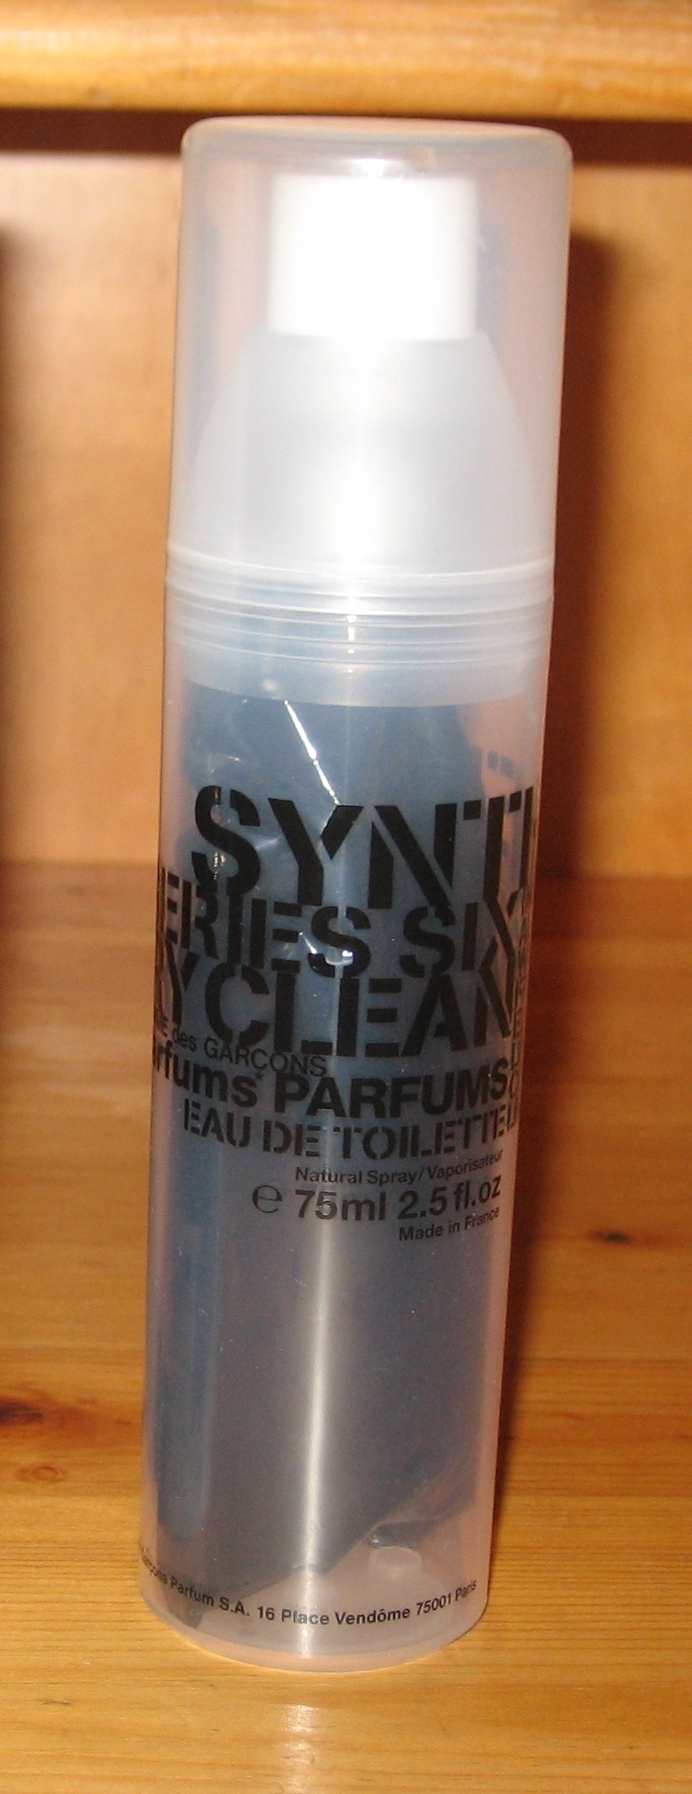 SYNT
ERIES SIX
YCLEAN
des GARÇONS
rfums* PARFUMS
EAU DE TOILETTE
Natural Spray/Vaporisateur
℮ 75ml 2.5 fl.oz
Made in France
Parfum S.A. 16 Place Vendôme 75001 Paris